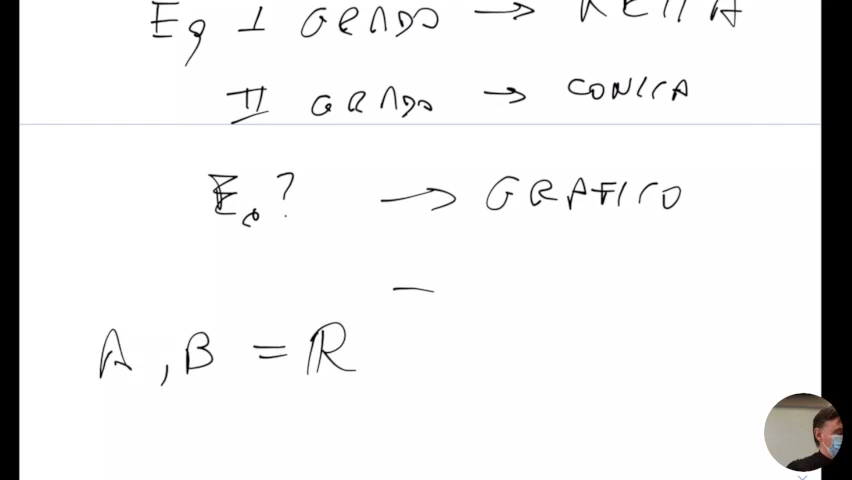 Eq I GRADO → RETTA
II GRADO → CONICA
Eq ? → GRAFICO
—
A, B = ℝ